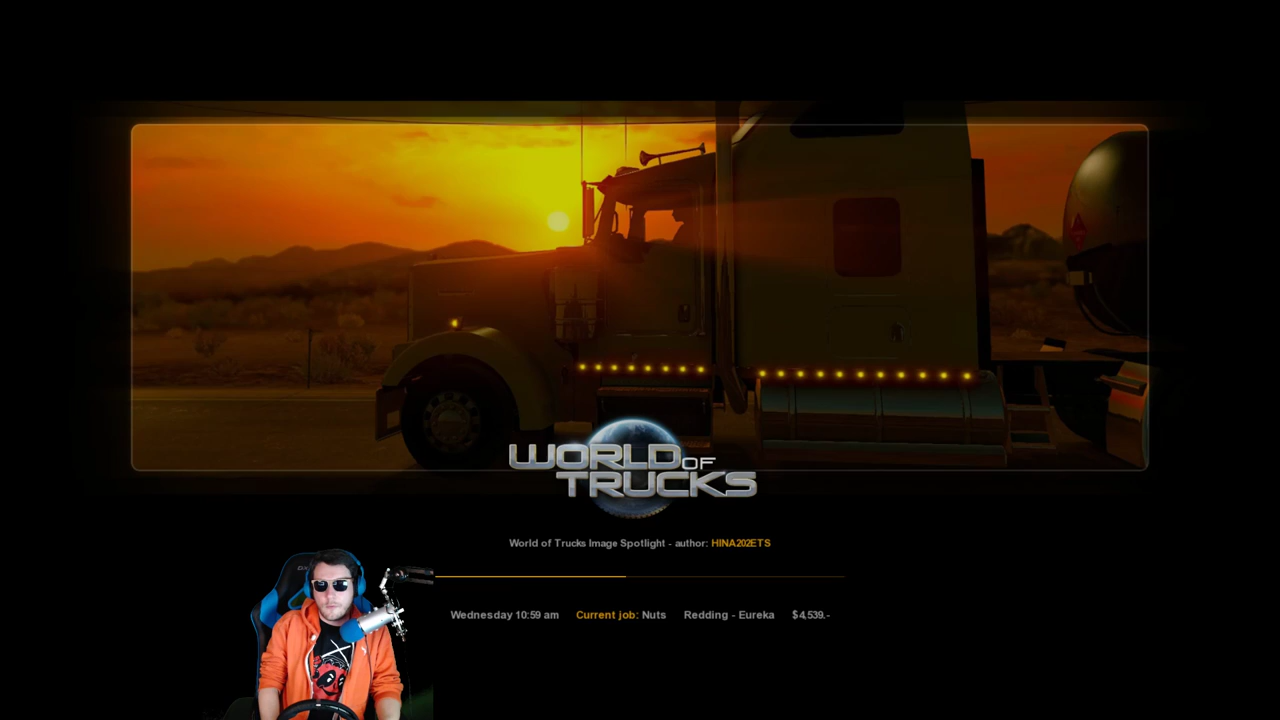 WORLD OF
TRUCKS
World of Trucks Image Spotlight - author: HINA202ETS
Wednesday 10:59 am Current job: Nuts Redding - Eureka $4,539.-